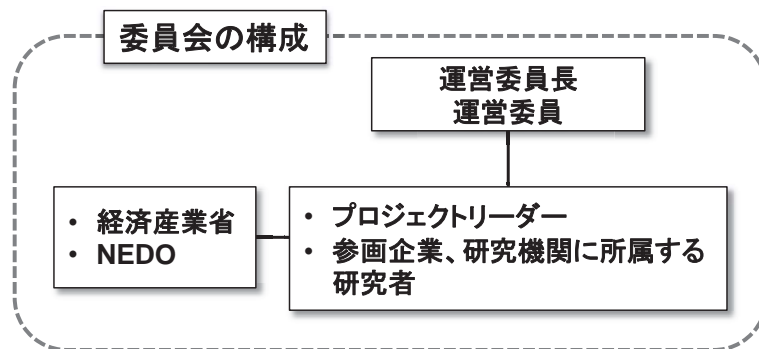 委員会の構成
運営委員長
運営委員
• 経済産業省
• NEDO
• プロジェクトリーダー
• 参画企業、研究機関に所属する
研究者